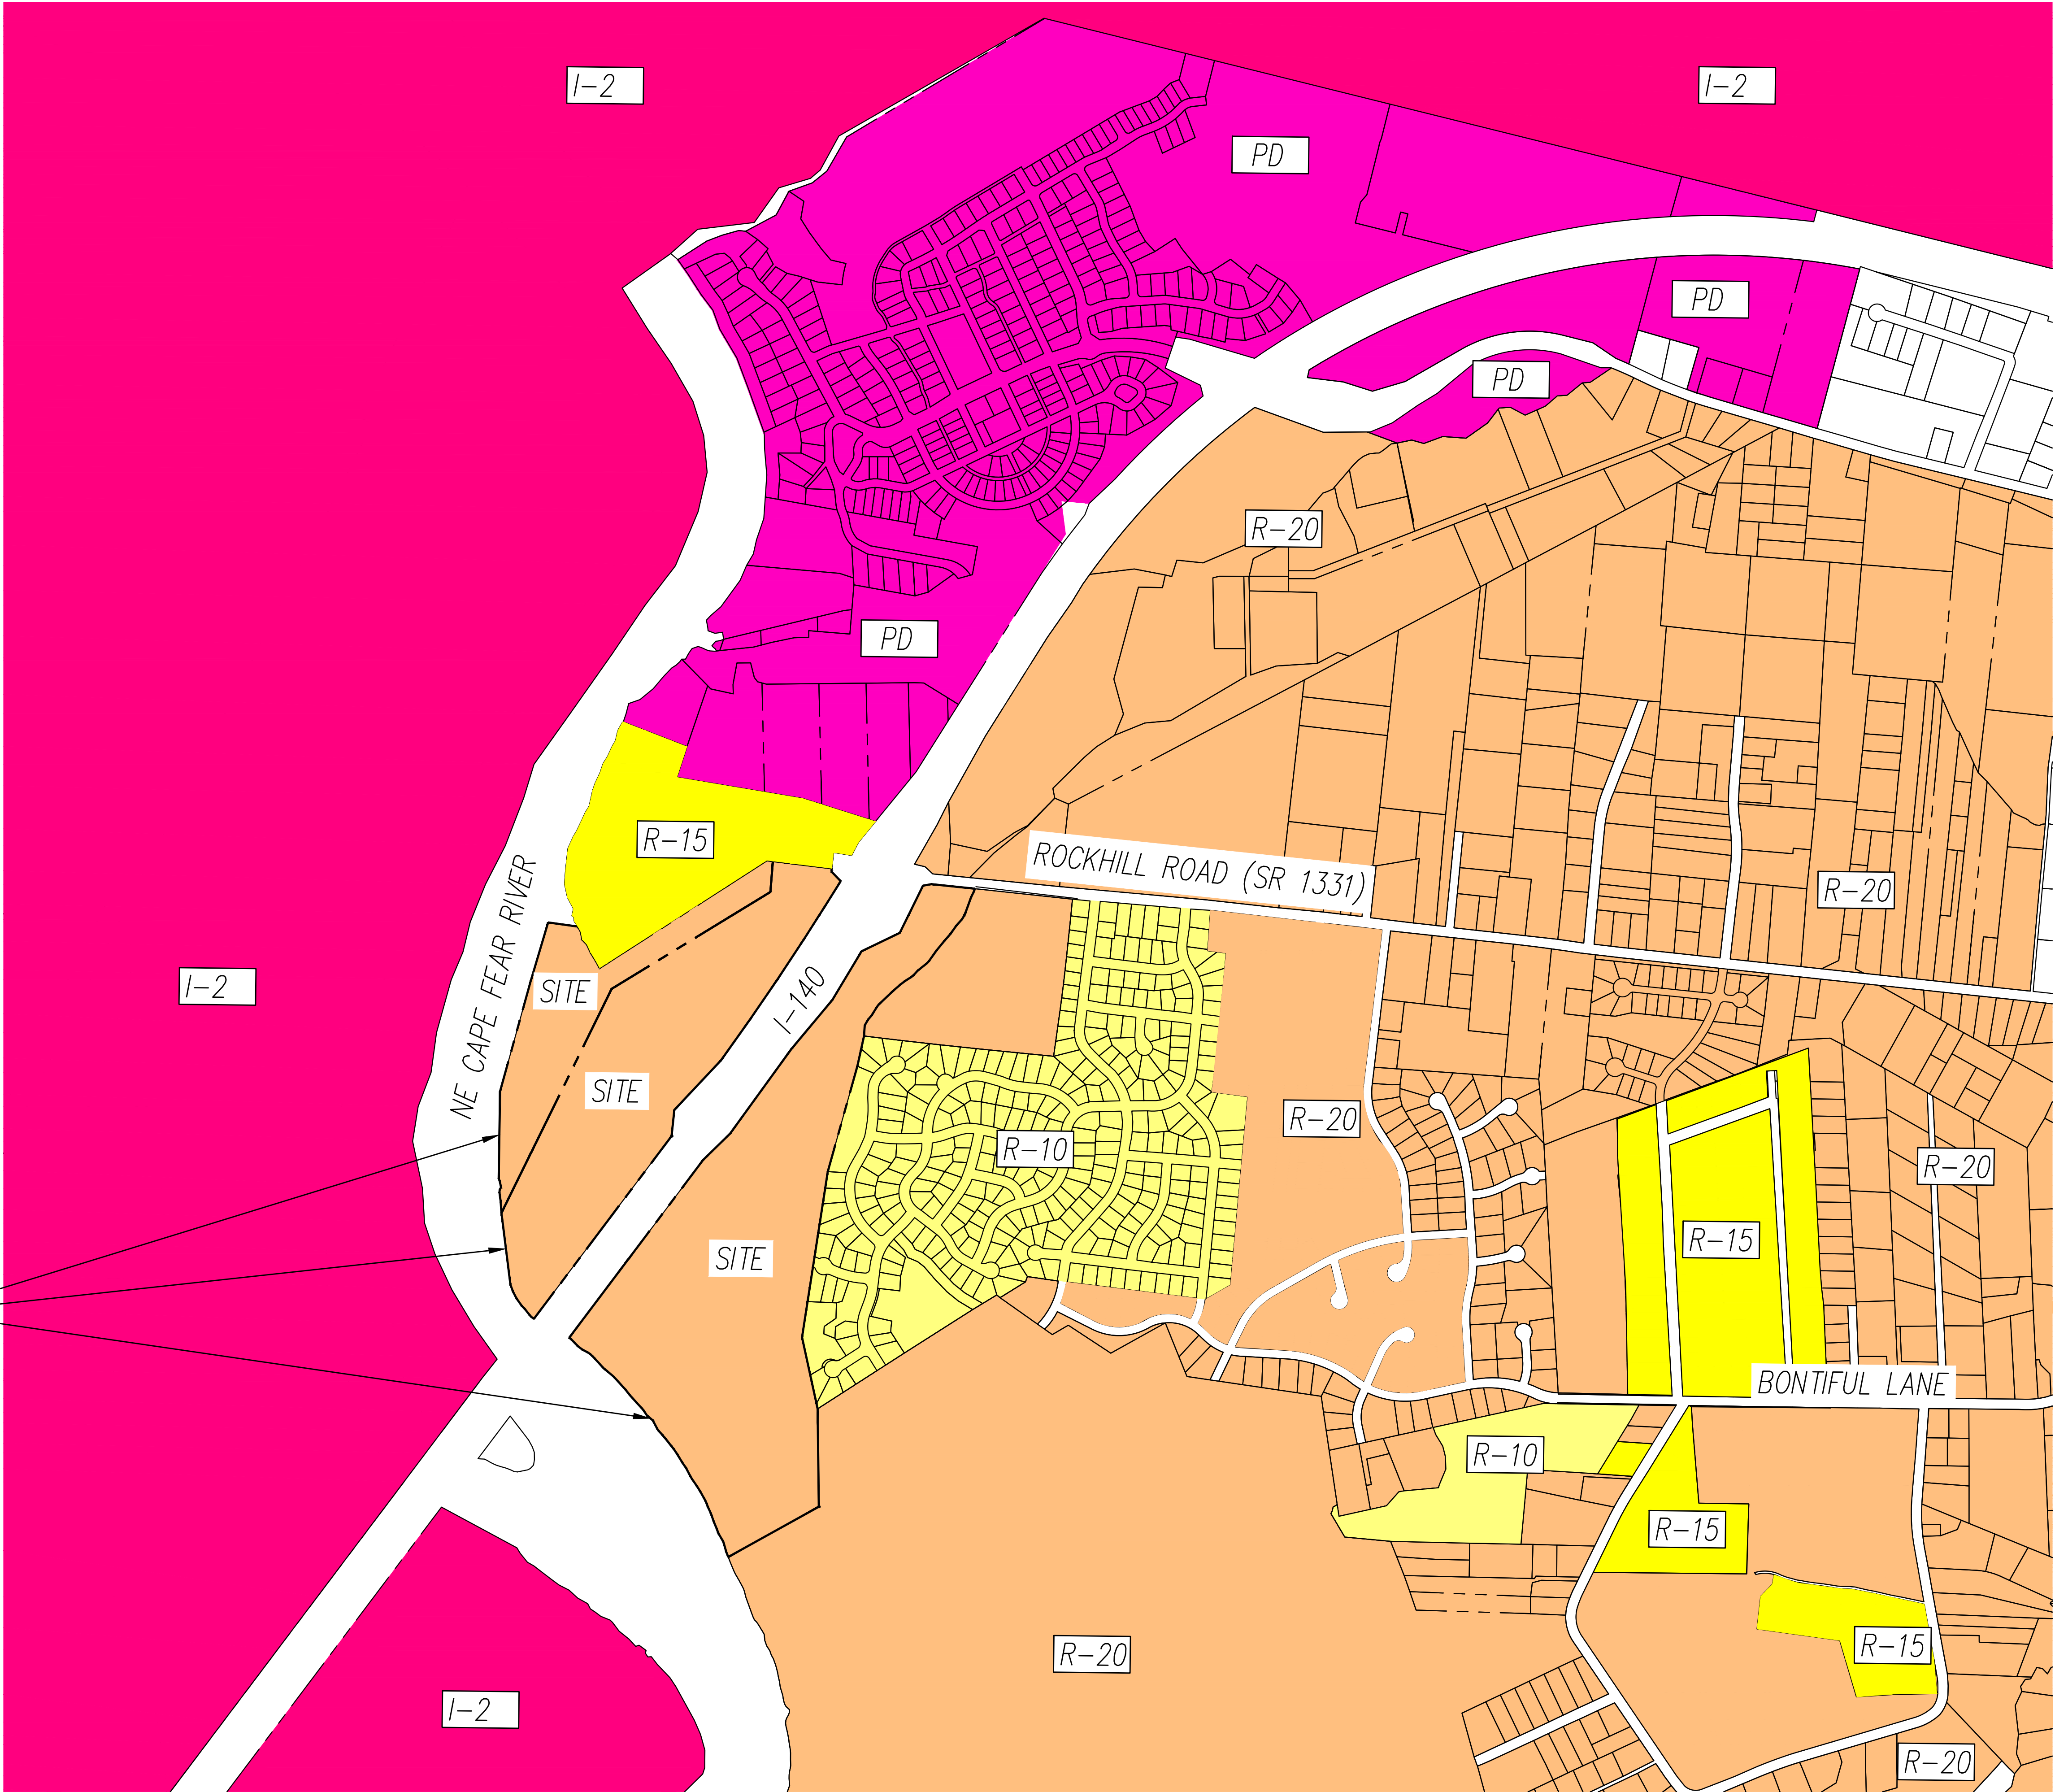 I-2
I-2
PD
PD
PD
R-20
PD
R-15
ROCKHILL ROAD (SR 1331)
R-20
NE CAPE FEAR RIVER
I-2
SITE
I-140
SITE
R-20
R-10
R-20
R-15
SITE
BONTIFUL LANE
R-10
R-15
R-15
R-20
I-2
R-20